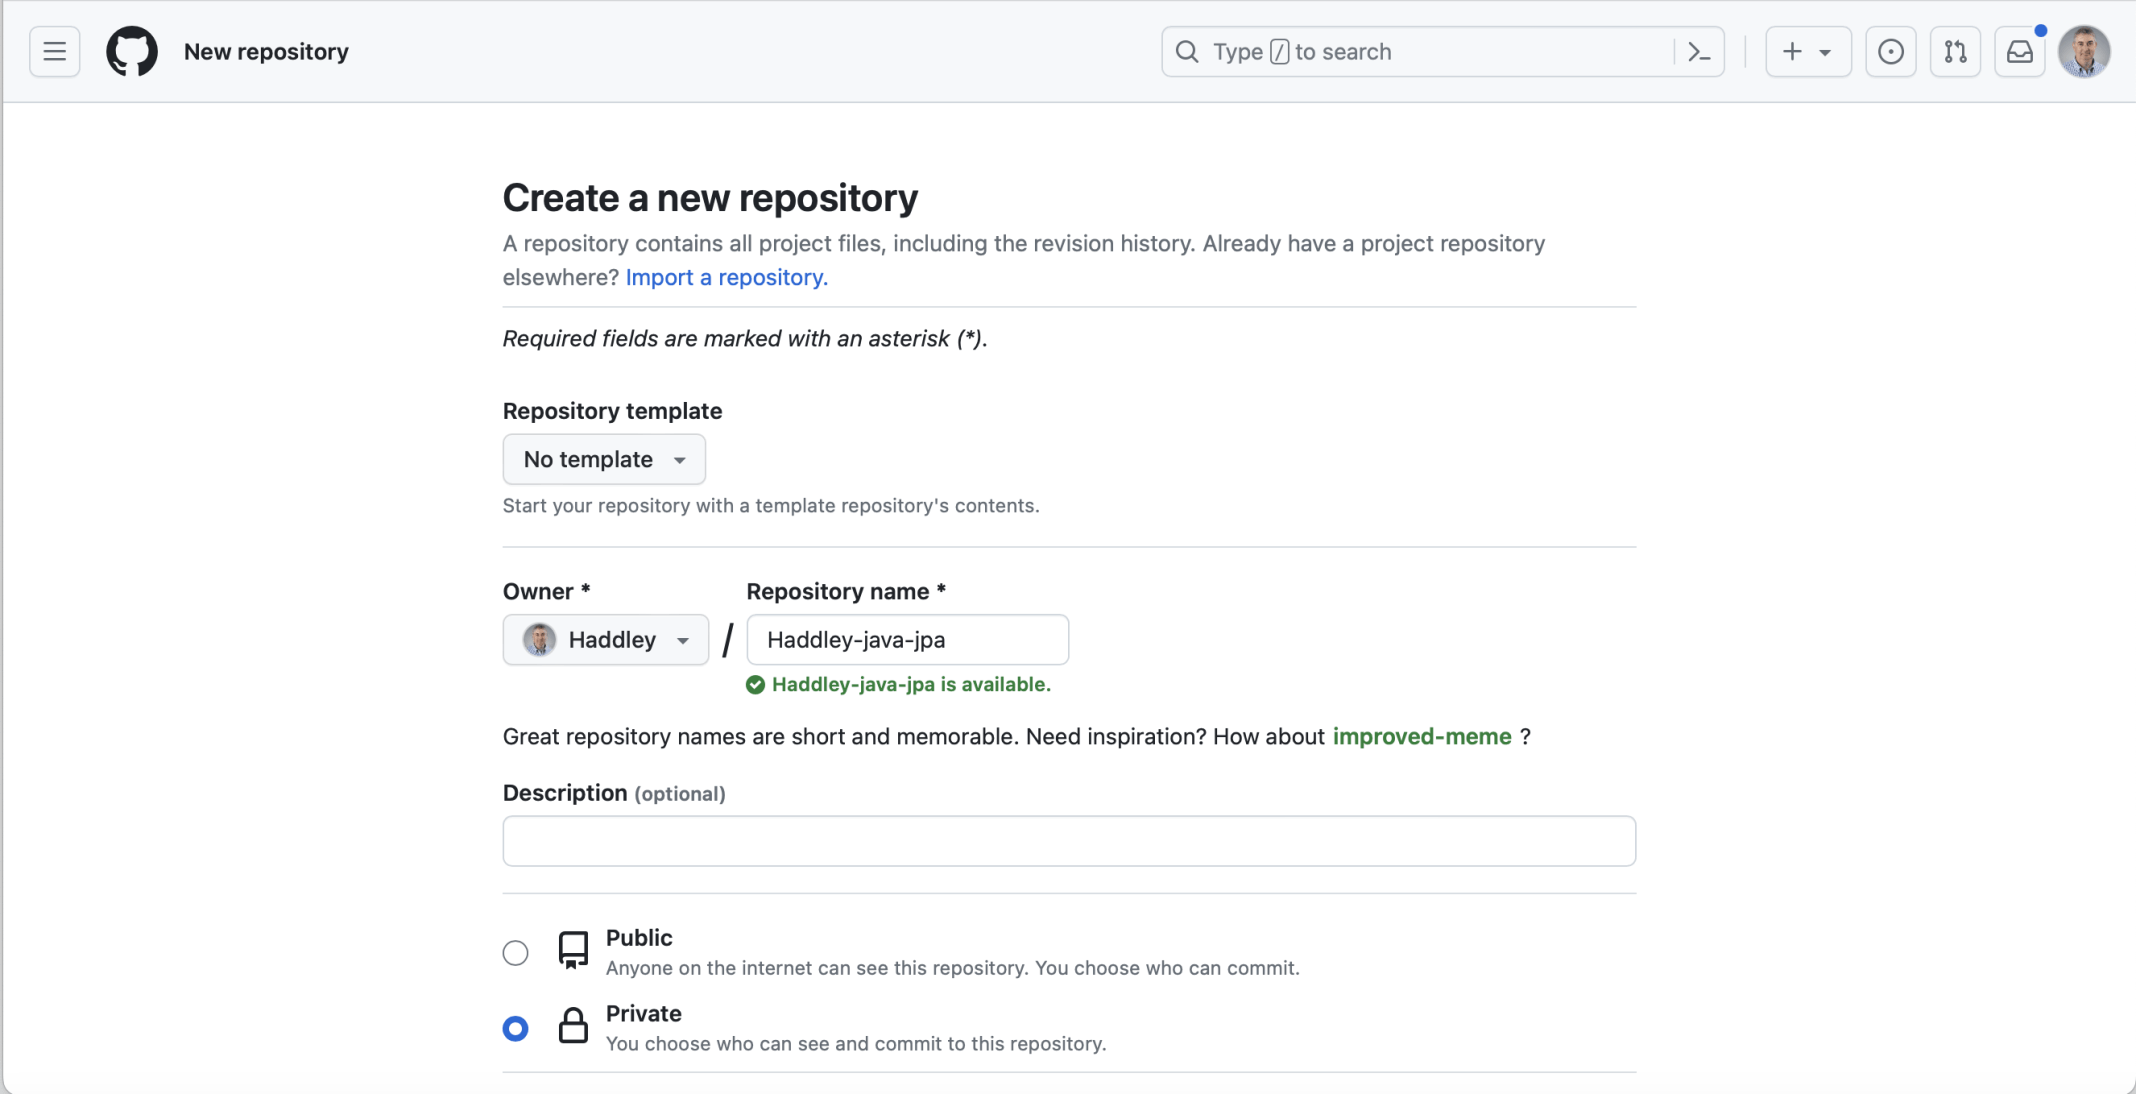 New repository
Type / to search
Create a new repository
A repository contains all project files, including the revision history. Already have a project repository
elsewhere? Import a repository.
Required fields are marked with an asterisk (*).
Repository template
No template
Start your repository with a template repository's contents.
Owner * Repository name *
Haddley / Haddley-java-jpa
Haddley-java-jpa is available.
Great repository names are short and memorable. Need inspiration? How about improved-meme ?
Description (optional)
Public
Anyone on the internet can see this repository. You choose who can commit.
Private
You choose who can see and commit to this repository.